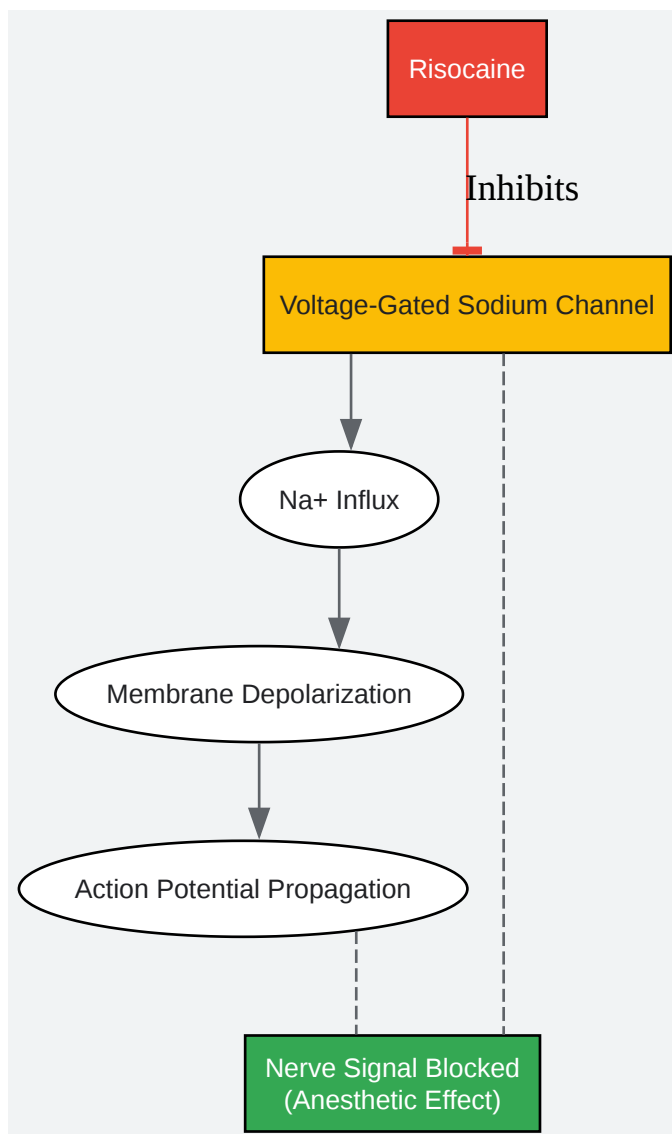 Risocaine
Inhibits
Voltage-Gated Sodium Channel
Na+ Influx
Membrane Depolarization
Action Potential Propagation
Nerve Signal Blocked
(Anesthetic Effect)